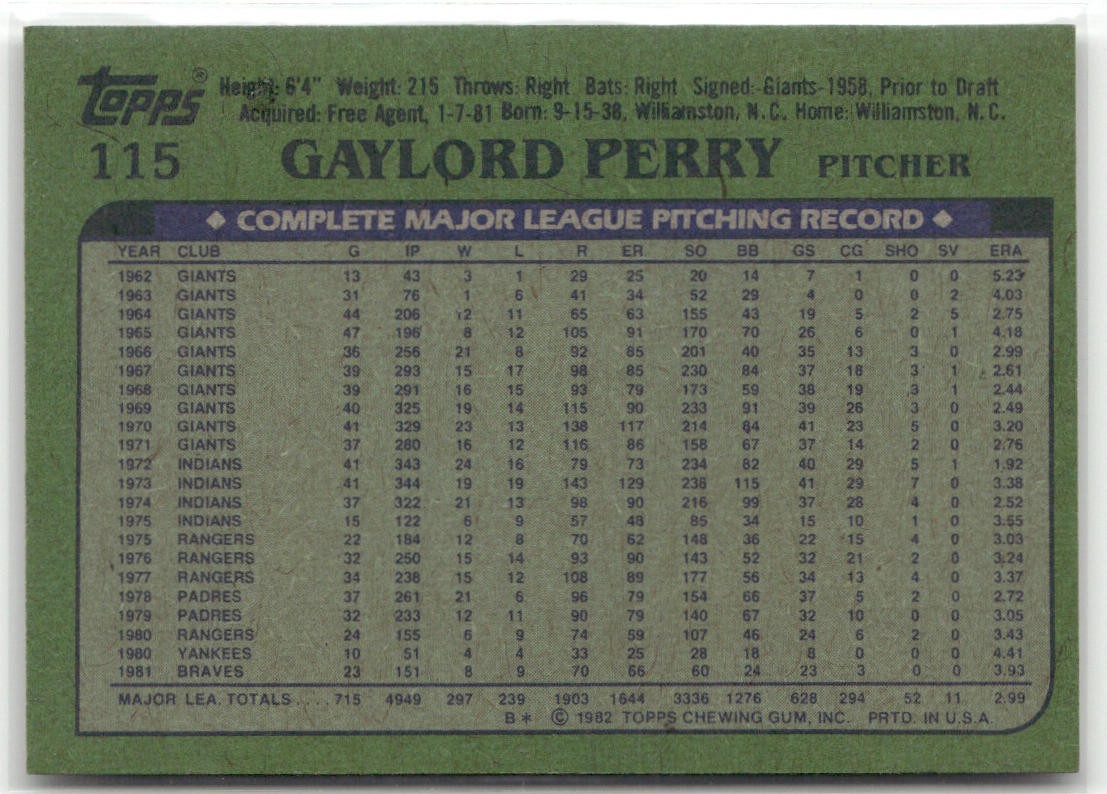 Topps® Height: 6'4" Weight: 215 Throws: Right Bats: Right Signed: Giants-1958, Prior to Draft
Acquired: Free Agent, 1-7-81 Born: 9-15-38, Williamston, N.C. Home: Williamston, N.C.
115 GAYLORD PERRY PITCHER
◆ COMPLETE MAJOR LEAGUE PITCHING RECORD ◆
YEAR CLUB G IP W L R ER SO BB GS CG SHO SV ERA
1962 GIANTS 13 43 3 1 29 25 20 14 7 1 0 0 5.23
1963 GIANTS 31 76 1 6 41 34 52 29 4 0 0 2 4.03
1964 GIANTS 44 206 12 11 65 63 155 43 19 5 2 5 2.75
1965 GIANTS 47 196 8 12 105 91 170 70 26 6 0 1 4.18
1966 GIANTS 36 256 21 8 92 85 201 40 35 13 3 0 2.99
1967 GIANTS 39 293 15 17 98 85 230 84 37 18 3 1 2.61
1968 GIANTS 39 291 16 15 93 79 173 59 38 19 3 1 2.44
1969 GIANTS 40 325 19 14 115 90 233 91 39 26 3 0 2.49
1970 GIANTS 41 329 23 13 138 117 214 84 41 23 5 0 3.20
1971 GIANTS 37 280 16 12 116 86 158 67 37 14 2 0 2.76
1972 INDIANS 41 343 24 16 79 73 234 82 40 29 5 1 1.92
1973 INDIANS 41 344 19 19 143 129 238 115 41 29 7 0 3.38
1974 INDIANS 37 322 21 13 98 90 216 99 37 28 4 0 2.52
1975 INDIANS 15 122 6 9 57 48 85 34 15 10 1 0 3.55
1975 RANGERS 22 184 12 8 70 62 148 36 22 15 4 0 3.03
1976 RANGERS 32 250 15 14 93 90 143 52 32 21 2 0 3.24
1977 RANGERS 34 238 15 12 108 89 177 56 34 13 4 0 3.37
1978 PADRES 37 261 21 6 96 79 154 66 37 5 2 0 2.72
1979 PADRES 32 233 12 11 90 79 140 67 32 10 0 0 3.05
1980 RANGERS 24 155 6 9 74 59 107 46 24 6 2 0 3.43
1980 YANKEES 10 51 4 4 33 25 28 18 8 0 0 0 4.41
1981 BRAVES 23 151 8 9 70 66 60 24 23 3 0 0 3.93
MAJOR LEA. TOTALS .... 715 4949 297 239 1903 1644 3336 1276 628 294 52 11 2.99
B* © 1982 TOPPS CHEWING GUM, INC. PRTD. IN U.S.A.